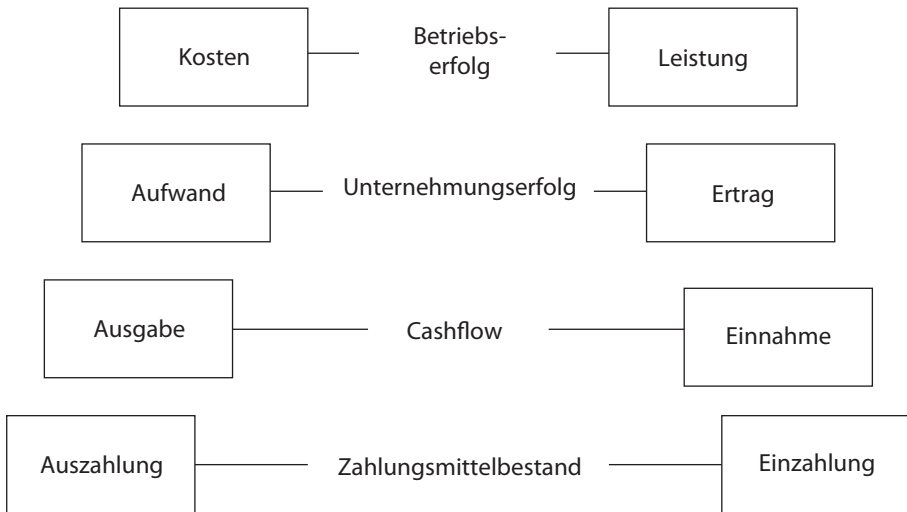 Kosten
Betriebs-
erfolg
Leistung
Aufwand
Unternehmungserfolg
Ertrag
Ausgabe
Cashflow
Einnahme
Auszahlung
Zahlungsmittelbestand
Einzahlung